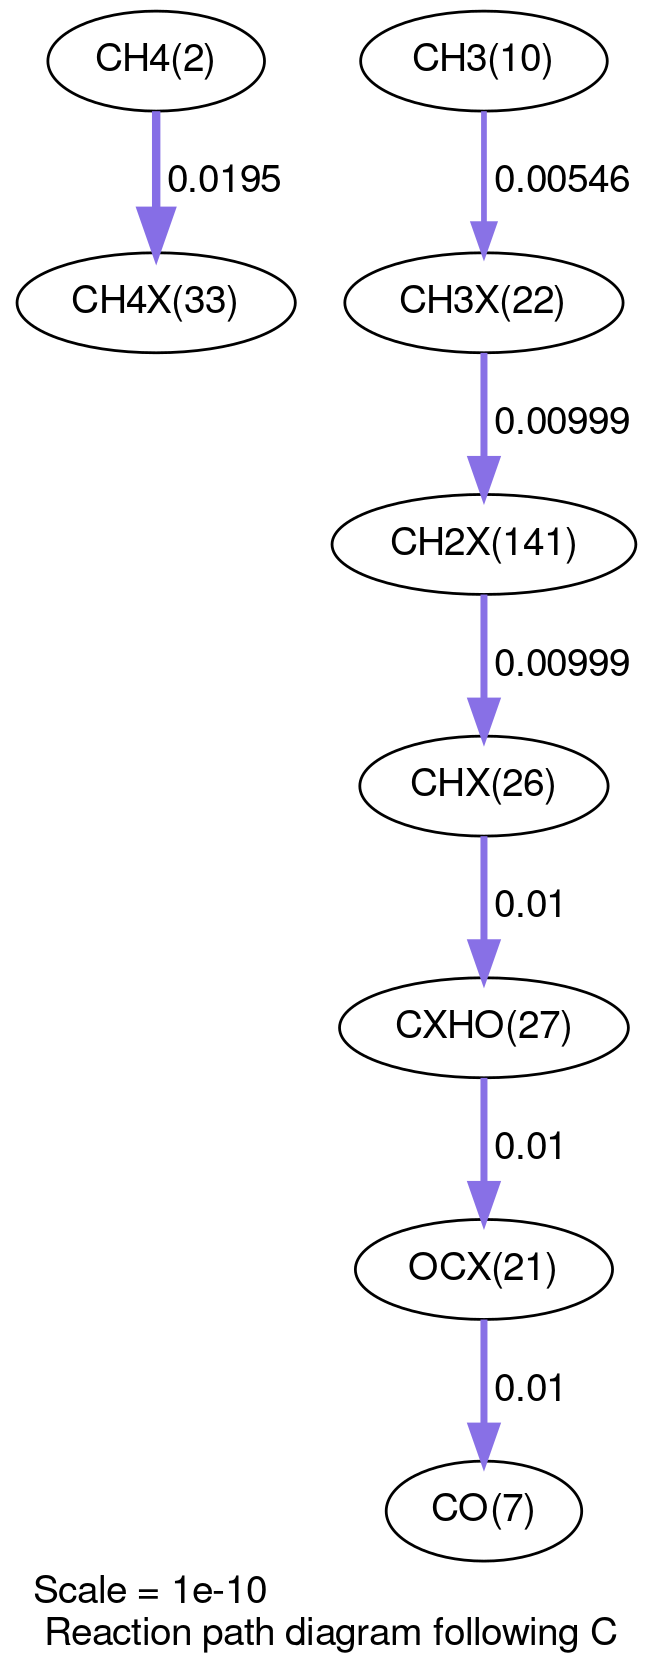 CH4(2)
CH3(10)
0.0195
0.00546
CH4X(33)
CH3X(22)
0.00999
CH2X(141)
0.00999
CHX(26)
0.01
CXHO(27)
0.01
OCX(21)
0.01
CO(7)
Scale = 1e-10
Reaction path diagram following C